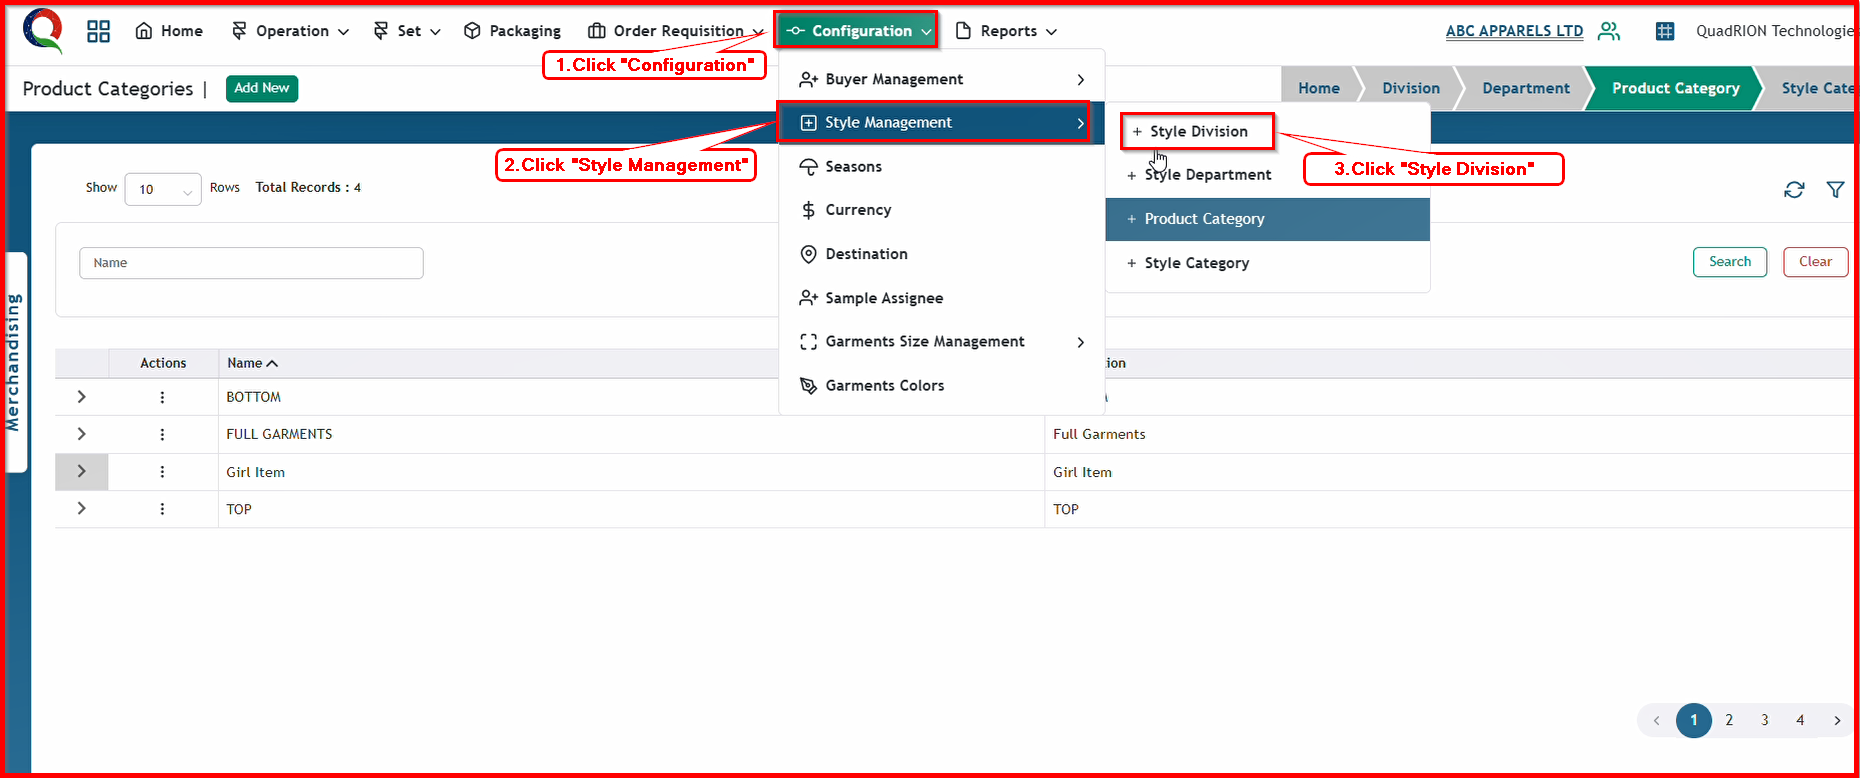 Home
Operation
Set
Packaging
Order Requisition
Configuration
Reports
ABC APPARELS LTD
QuadRION Technologie
1.Click "Configuration"
Product Categories |
Add New
Home
Division
Department
Product Category
Style Cate
Buyer Management
Style Management
Seasons
Currency
Destination
Sample Assignee
Garments Size Management
Garments Colors
2.Click "Style Management"
+ Style Division
+ Style Department
+ Product Category
+ Style Category
3.Click "Style Division"
Show 10 Rows Total Records : 4
Name
Search
Clear
Merchandising
Actions Name ion
BOTTOM
FULL GARMENTS Full Garments
Girl Item Girl Item
TOP TOP
< 1 2 3 4 >